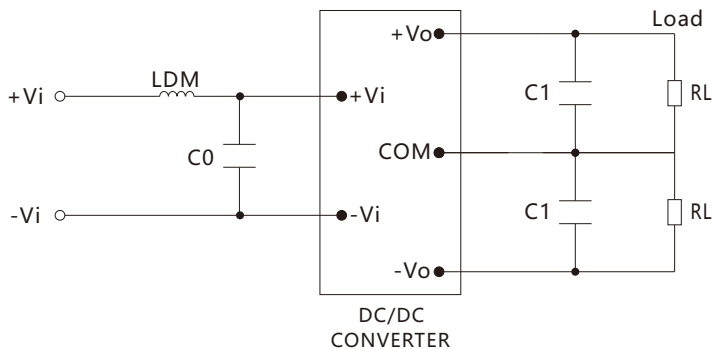 Load
+Vo
LDM
+Vi
+Vi
C1
RL
C0
COM
-Vi
-Vi
C1
RL
-Vo
DC/DC
CONVERTER